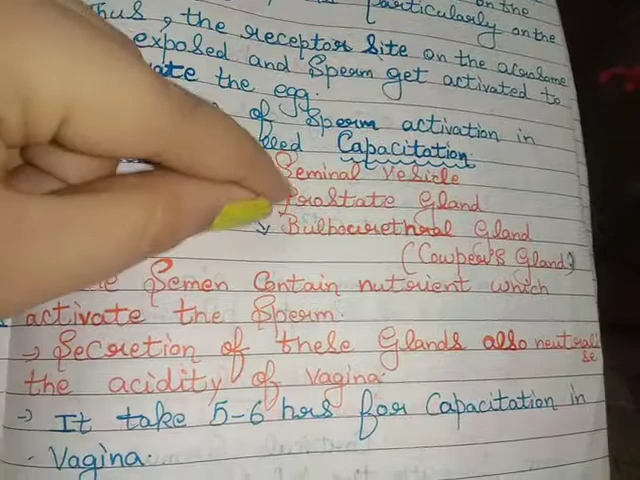 on the
Thus, the receptor site on the acrosome particularly on the
exposed and Sperm get activated to
the egg.
of Sperm activation in
Capacitation
Seminal Vesicle
Prostate Gland
Bulbourethral Gland
(Cowper's Gland)
Semen Contain nutrient which
activate the Sperm.
→ Secretion of these Glands also neutrali
se
the acidity of vagina.
→ It take 5-6 hrs for Capacitation in
Vagina.